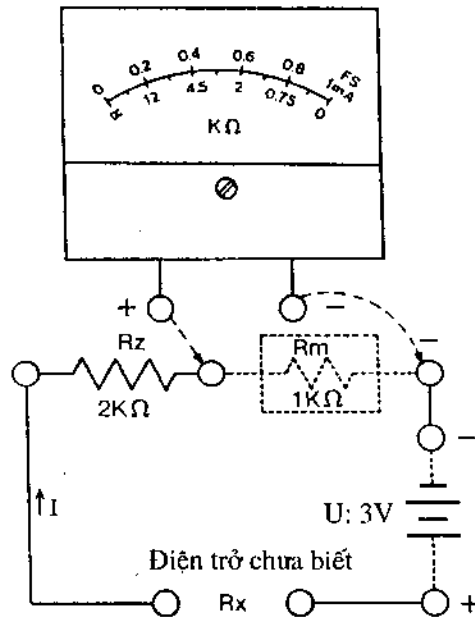 0 0.2 0.4 0.6 0.8 FS 1mA
R 12 4.5 2 0.75 0
KΩ
+ −
Rz Rm −
2KΩ 1KΩ
−
I U: 3V
Điện trở chưa biết
Rx +